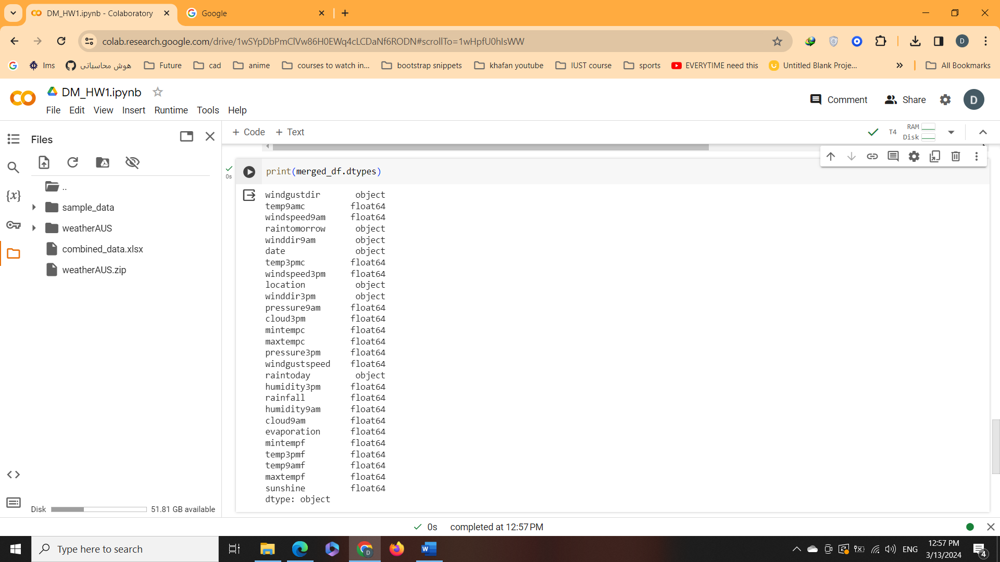 DM_HW1.ipynb - Colaboratory
Google
colab.research.google.com/drive/1wSYpDbPmClVw86H0EWq4cLCDaNf6RODN#scrollTo=1wHpfU0hIsWW
D
lms
هوش محاسباتی
Future
cad
anime
courses to watch in...
bootstrap snippets
khafan youtube
IUST course
sports
EVERYTIME need this
Untitled Blank Proje...
All Bookmarks
DM_HW1.ipynb
File Edit View Insert Runtime Tools Help
Comment
Share
D
Files
+ Code + Text
T4
RAM
Disk
..
sample_data
weatherAUS
combined_data.xlsx
weatherAUS.zip
{x}
Disk
51.81 GB available
0s
print(merged_df.dtypes)
windgustdir object
temp9amc float64
windspeed9am float64
raintomorrow object
winddir9am object
date object
temp3pmc float64
windspeed3pm float64
location object
winddir3pm object
pressure9am float64
cloud3pm float64
mintempc float64
maxtempc float64
pressure3pm float64
windgustspeed float64
raintoday object
humidity3pm float64
rainfall float64
humidity9am float64
cloud9am float64
evaporation float64
mintempf float64
temp3pmf float64
temp9amf float64
maxtempf float64
sunshine float64
dtype: object
0s completed at 12:57 PM
Type here to search
ENG
12:57 PM
3/13/2024
4